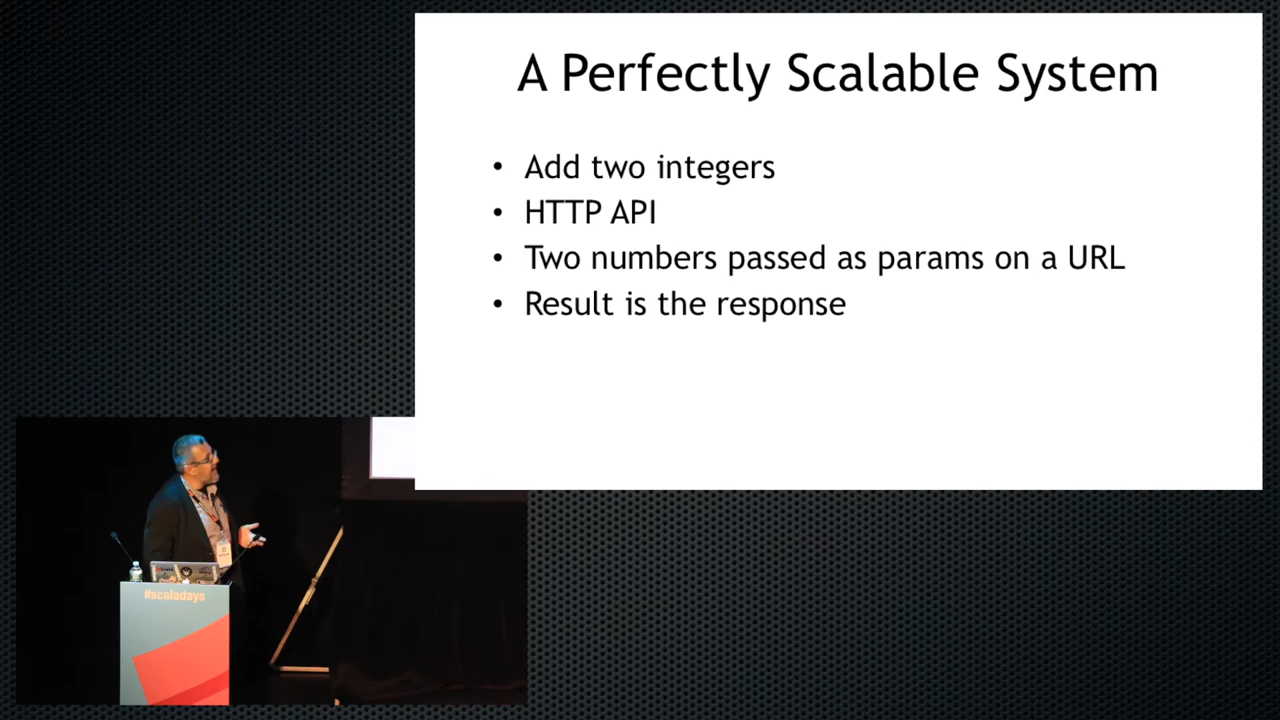 A Perfectly Scalable System
• Add two integers
• HTTP API
• Two numbers passed as params on a URL
• Result is the response
#scaladays